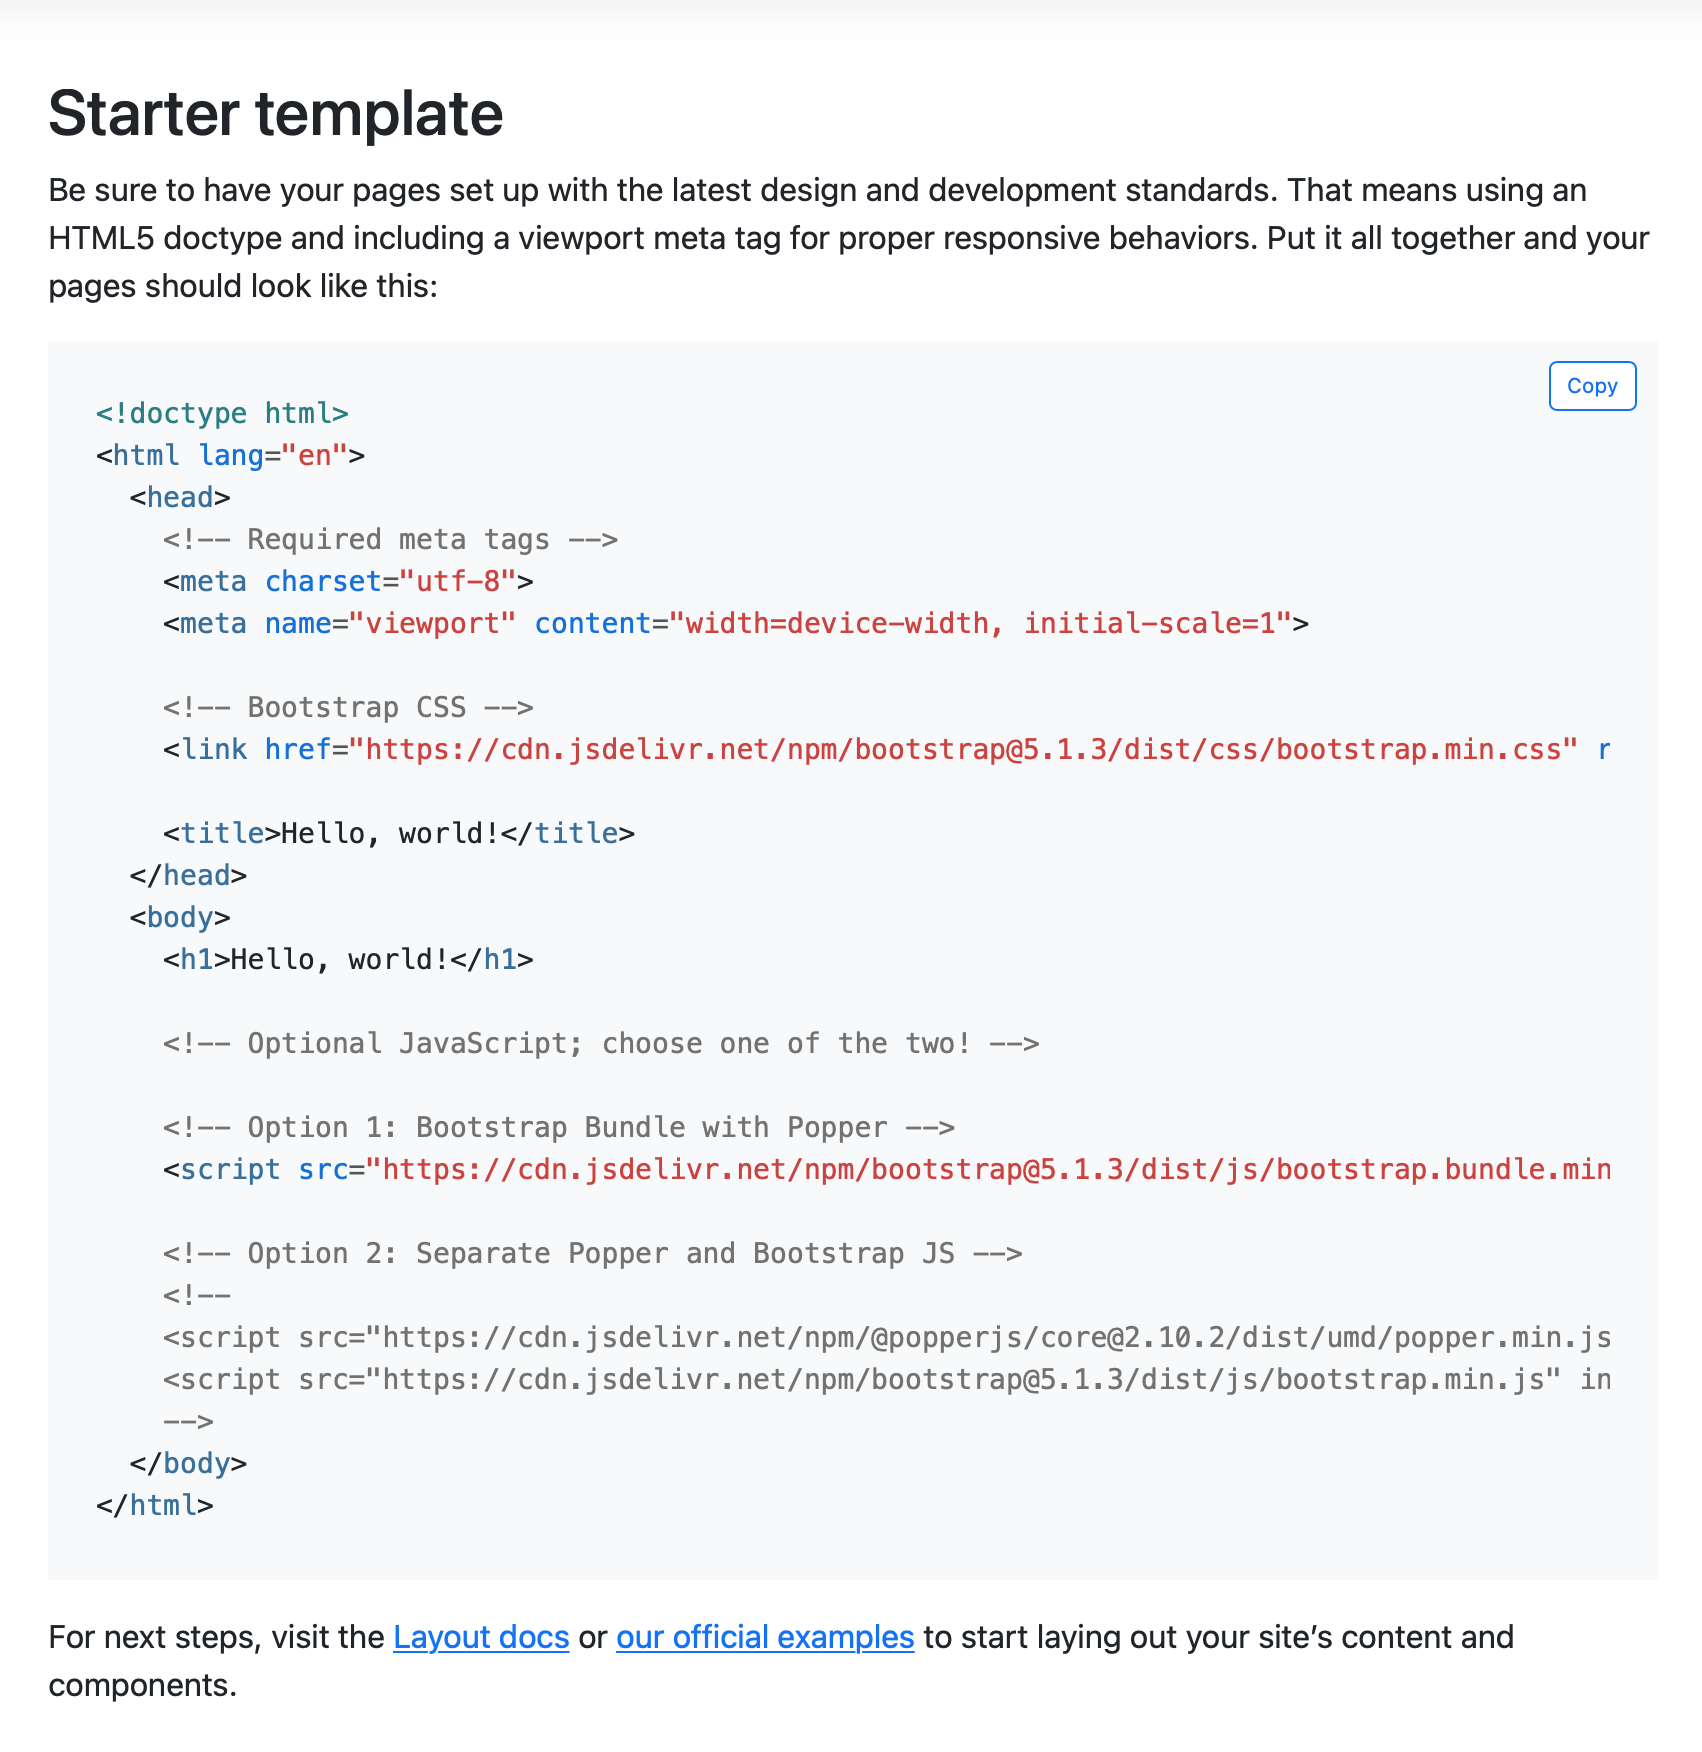 Starter template
Be sure to have your pages set up with the latest design and development standards. That means using an
HTML5 doctype and including a viewport meta tag for proper responsive behaviors. Put it all together and your
pages should look like this:
Copy
<!doctype html>
<html lang="en">
  <head>
    <!-- Required meta tags -->
    <meta charset="utf-8">
    <meta name="viewport" content="width=device-width, initial-scale=1">

    <!-- Bootstrap CSS -->
    <link href="https://cdn.jsdelivr.net/npm/bootstrap@5.1.3/dist/css/bootstrap.min.css" r

    <title>Hello, world!</title>
  </head>
  <body>
    <h1>Hello, world!</h1>

    <!-- Optional JavaScript; choose one of the two! -->

    <!-- Option 1: Bootstrap Bundle with Popper -->
    <script src="https://cdn.jsdelivr.net/npm/bootstrap@5.1.3/dist/js/bootstrap.bundle.min

    <!-- Option 2: Separate Popper and Bootstrap JS -->
    <!--
    <script src="https://cdn.jsdelivr.net/npm/@popperjs/core@2.10.2/dist/umd/popper.min.js
    <script src="https://cdn.jsdelivr.net/npm/bootstrap@5.1.3/dist/js/bootstrap.min.js" in
    -->
  </body>
</html>
For next steps, visit the Layout docs or our official examples to start laying out your site’s content and
components.